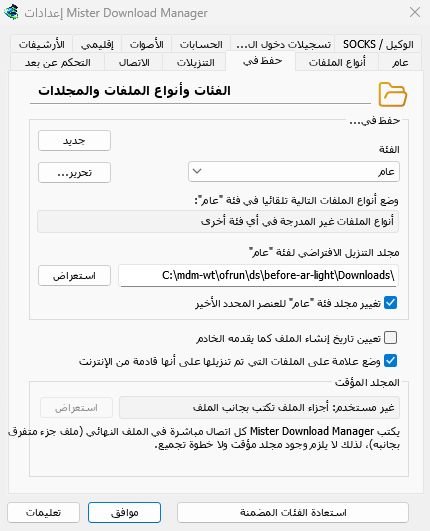 إعدادات Mister Download Manager
الوكيل / SOCKS
تسجيلات دخول ال...
الحسابات
الأصوات
إقليمي
الأرشيفات
عام
أنواع الملفات
حفظ في
التنزيلات
الاتصال
التحكم عن بعد
الفئات وأنواع الملفات والمجلدات
حفظ في...
الفئة
جديد
عام
تحرير...
وضع أنواع الملفات التالية تلقائيا في فئة "عام":
أنواع الملفات غير المدرجة في أي فئة أخرى
مجلد التنزيل الافتراضي لفئة "عام"
C:\mdm-wt\ofrun\ds\before-ar-light\Downloads\
استعراض
تغيير مجلد فئة "عام" للعنصر المحدد الأخير
تعيين تاريخ إنشاء الملف كما يقدمه الخادم
وضع علامة على الملفات التي تم تنزيلها على أنها قادمة من الإنترنت
المجلد المؤقت
غير مستخدم: أجزاء الملف تكتب بجانب الملف
استعراض
يكتب Mister Download Manager كل اتصال مباشرة في الملف النهائي (ملف جزء متفرق
بجانبه)، لذلك لا يلزم وجود مجلد مؤقت ولا خطوة تجميع.
استعادة الفئات المضمنة
موافق
تعليمات